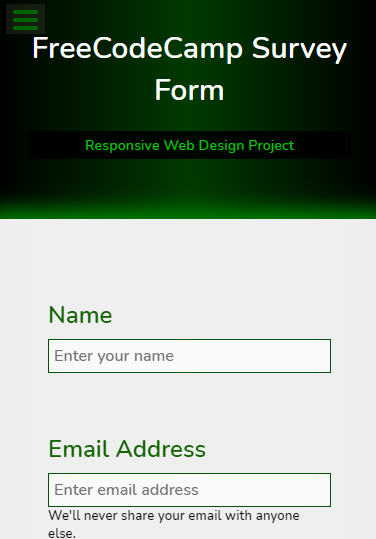 FreeCodeCamp Survey
Form
Responsive Web Design Project
Name
Enter your name
Email Address
Enter email address
We'll never share your email with anyone
else.